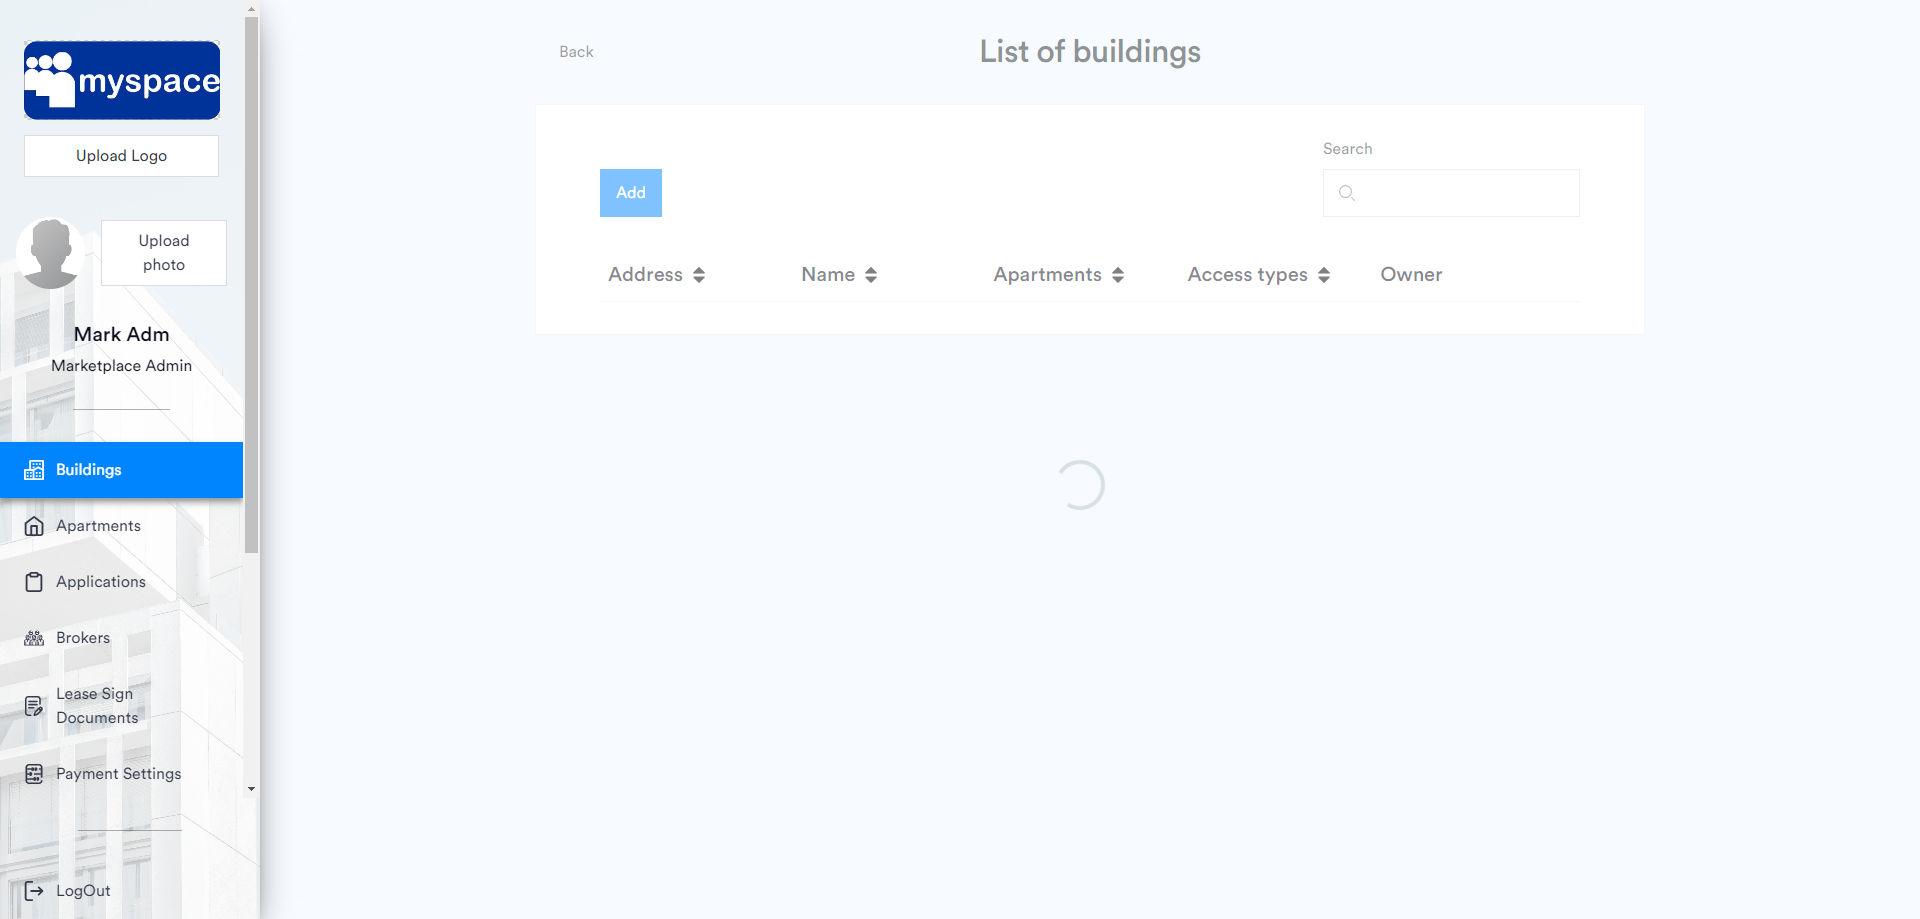 myspace
Upload Logo
Upload
photo
Mark Adm
Marketplace Admin
Buildings
Apartments
Applications
Brokers
Lease Sign
Documents
Payment Settings
LogOut
Back
List of buildings
Search
Add
Address Name Apartments Access types Owner